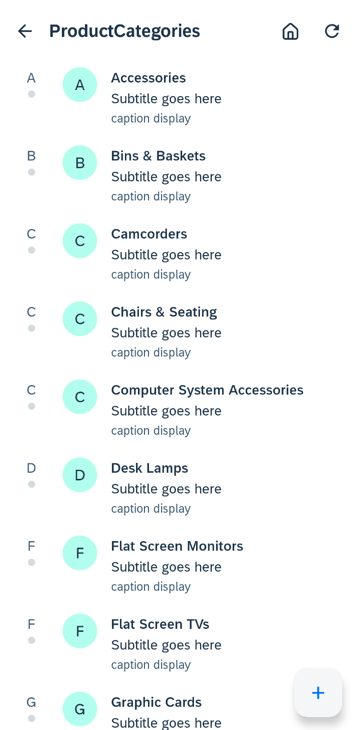 ProductCategories
A
A
Accessories
Subtitle goes here
caption display
B
B
Bins & Baskets
Subtitle goes here
caption display
C
C
Camcorders
Subtitle goes here
caption display
C
C
Chairs & Seating
Subtitle goes here
caption display
C
C
Computer System Accessories
Subtitle goes here
caption display
D
D
Desk Lamps
Subtitle goes here
caption display
F
F
Flat Screen Monitors
Subtitle goes here
caption display
F
F
Flat Screen TVs
Subtitle goes here
caption display
G
G
Graphic Cards
Subtitle goes here